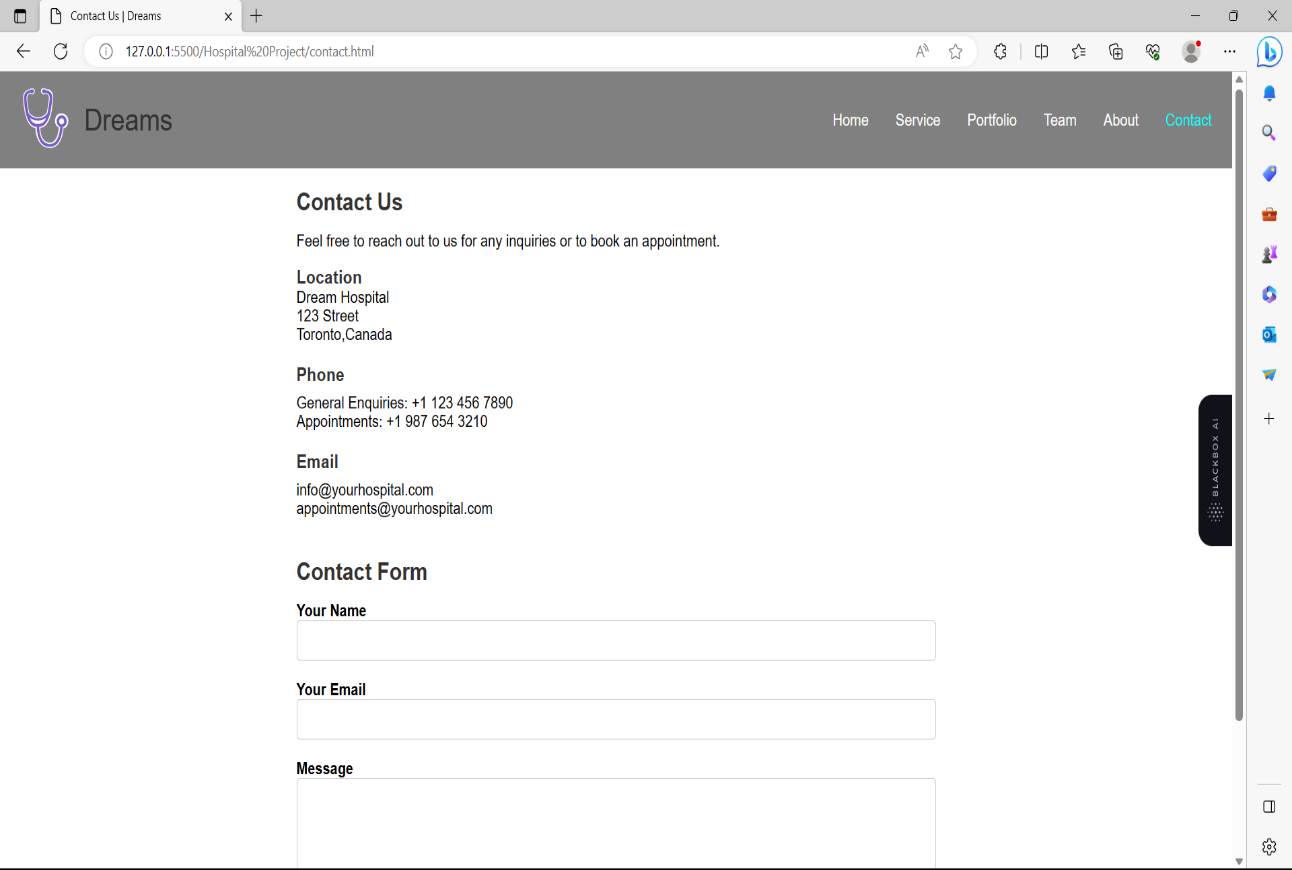 Contact Us | Dreams
127.0.0.1:5500/Hospital%20Project/contact.html
Dreams
Home Service Portfolio Team About Contact
Contact Us
Feel free to reach out to us for any inquiries or to book an appointment.
Location
Dream Hospital
123 Street
Toronto,Canada
Phone
General Enquiries: +1 123 456 7890
Appointments: +1 987 654 3210
Email
info@yourhospital.com
appointments@yourhospital.com
BLACKBOX AI
Contact Form
Your Name
Your Email
Message